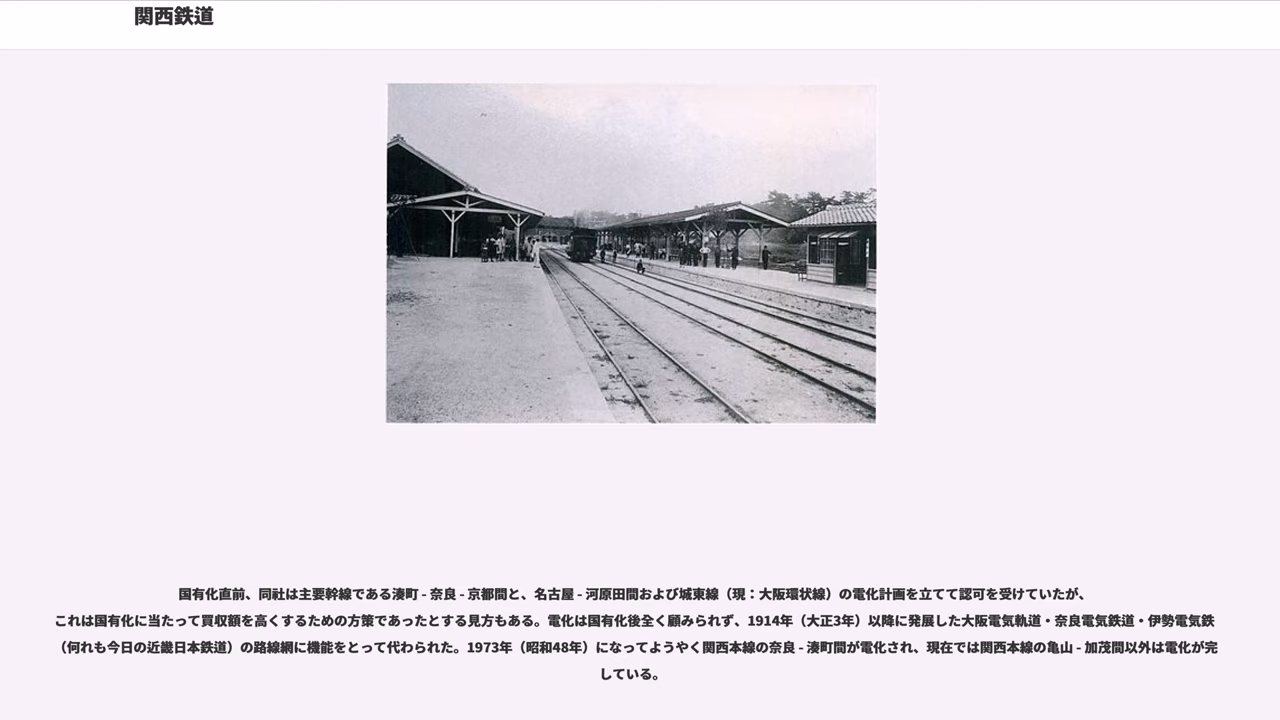 関西鉄道
国有化直前、同社は主要幹線である湊町 - 奈良 - 京都間と、名古屋 - 河原田間および城東線（現：大阪環状線）の電化計画を立てて認可を受けていたが、
これは国有化に当たって買収額を高くするための方策であったとする見方もある。電化は国有化後全く顧みられず、1914年（大正3年）以降に発展した大阪電気軌道・奈良電気鉄道・伊勢電気鉄
（何れも今日の近畿日本鉄道）の路線網に機能をとって代わられた。1973年（昭和48年）になってようやく関西本線の奈良 - 湊町間が電化され、現在では関西本線の亀山 - 加茂間以外は電化が完
している。